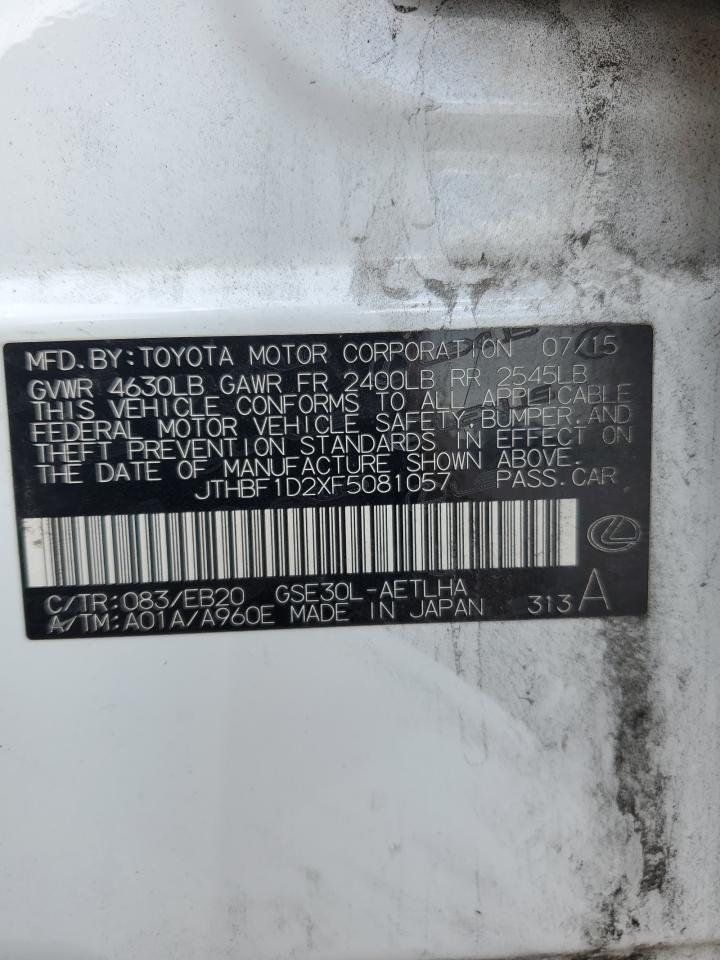 MFD.BY:TOYOTA MOTOR CORPORATION 07/15
GVWR 4630LB GAWR FR 2400LB RR 2545LB
THIS VEHICLE CONFORMS TO ALL APPLICABLE
FEDERAL MOTOR VEHICLE SAFETY,BUMPER,AND
THEFT PREVENTION STANDARDS IN EFFECT ON
THE DATE OF MANUFACTURE SHOWN ABOVE.
JTHBF1D2XF5081057 PASS.CAR
C/TR:083/EB20 GSE30L-AETLHA
A/TM:A01A/A960E MADE IN JAPAN 313 A